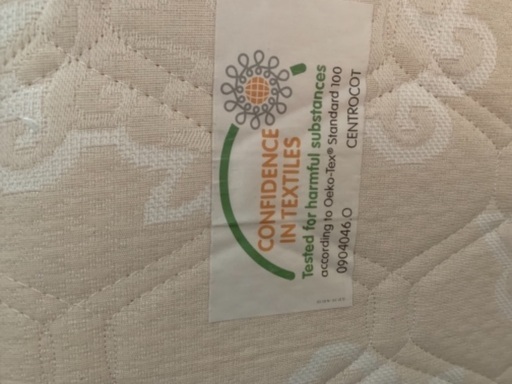 CONFIDENCE
IN TEXTILES
Tested for harmful substances
according to Oeko-Tex® Standard 100
0904046.O CENTROCOT